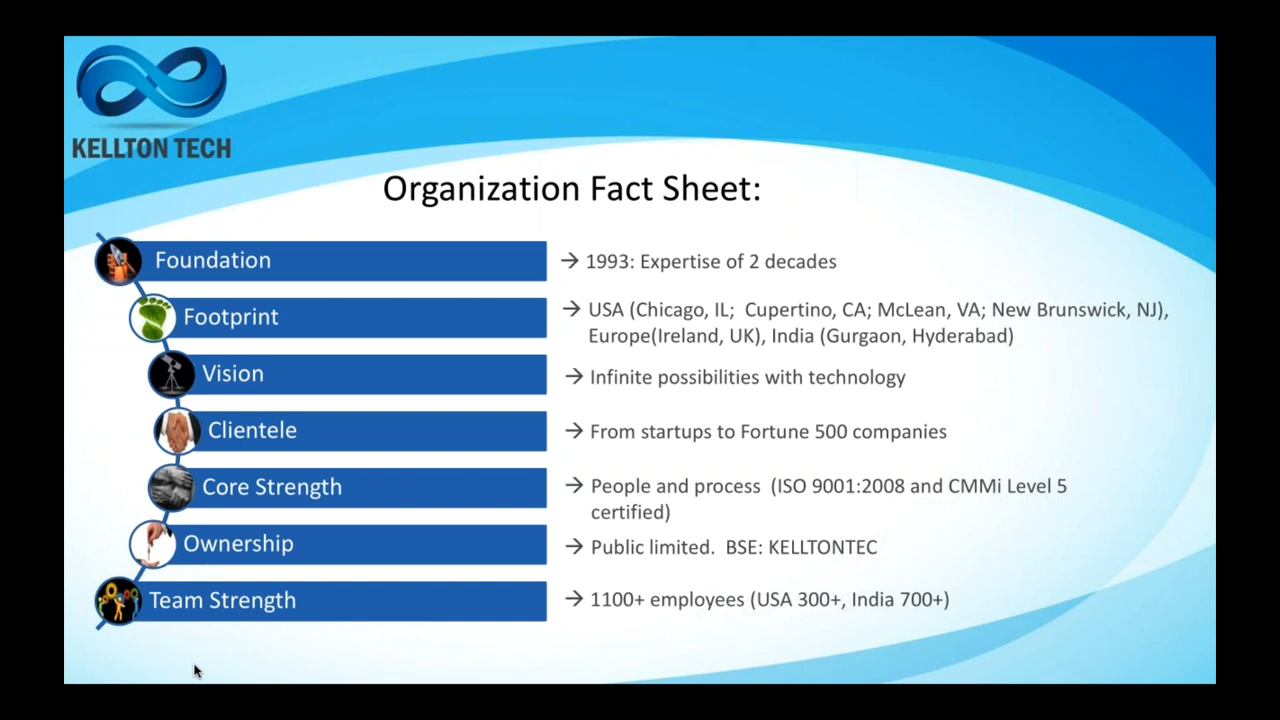 KELLTON TECH
Organization Fact Sheet:
Foundation → 1993: Expertise of 2 decades
Footprint → USA (Chicago, IL; Cupertino, CA; McLean, VA; New Brunswick, NJ),
Europe(Ireland, UK), India (Gurgaon, Hyderabad)
Vision → Infinite possibilities with technology
Clientele → From startups to Fortune 500 companies
Core Strength → People and process (ISO 9001:2008 and CMMi Level 5
certified)
Ownership → Public limited. BSE: KELLTONTEC
Team Strength → 1100+ employees (USA 300+, India 700+)